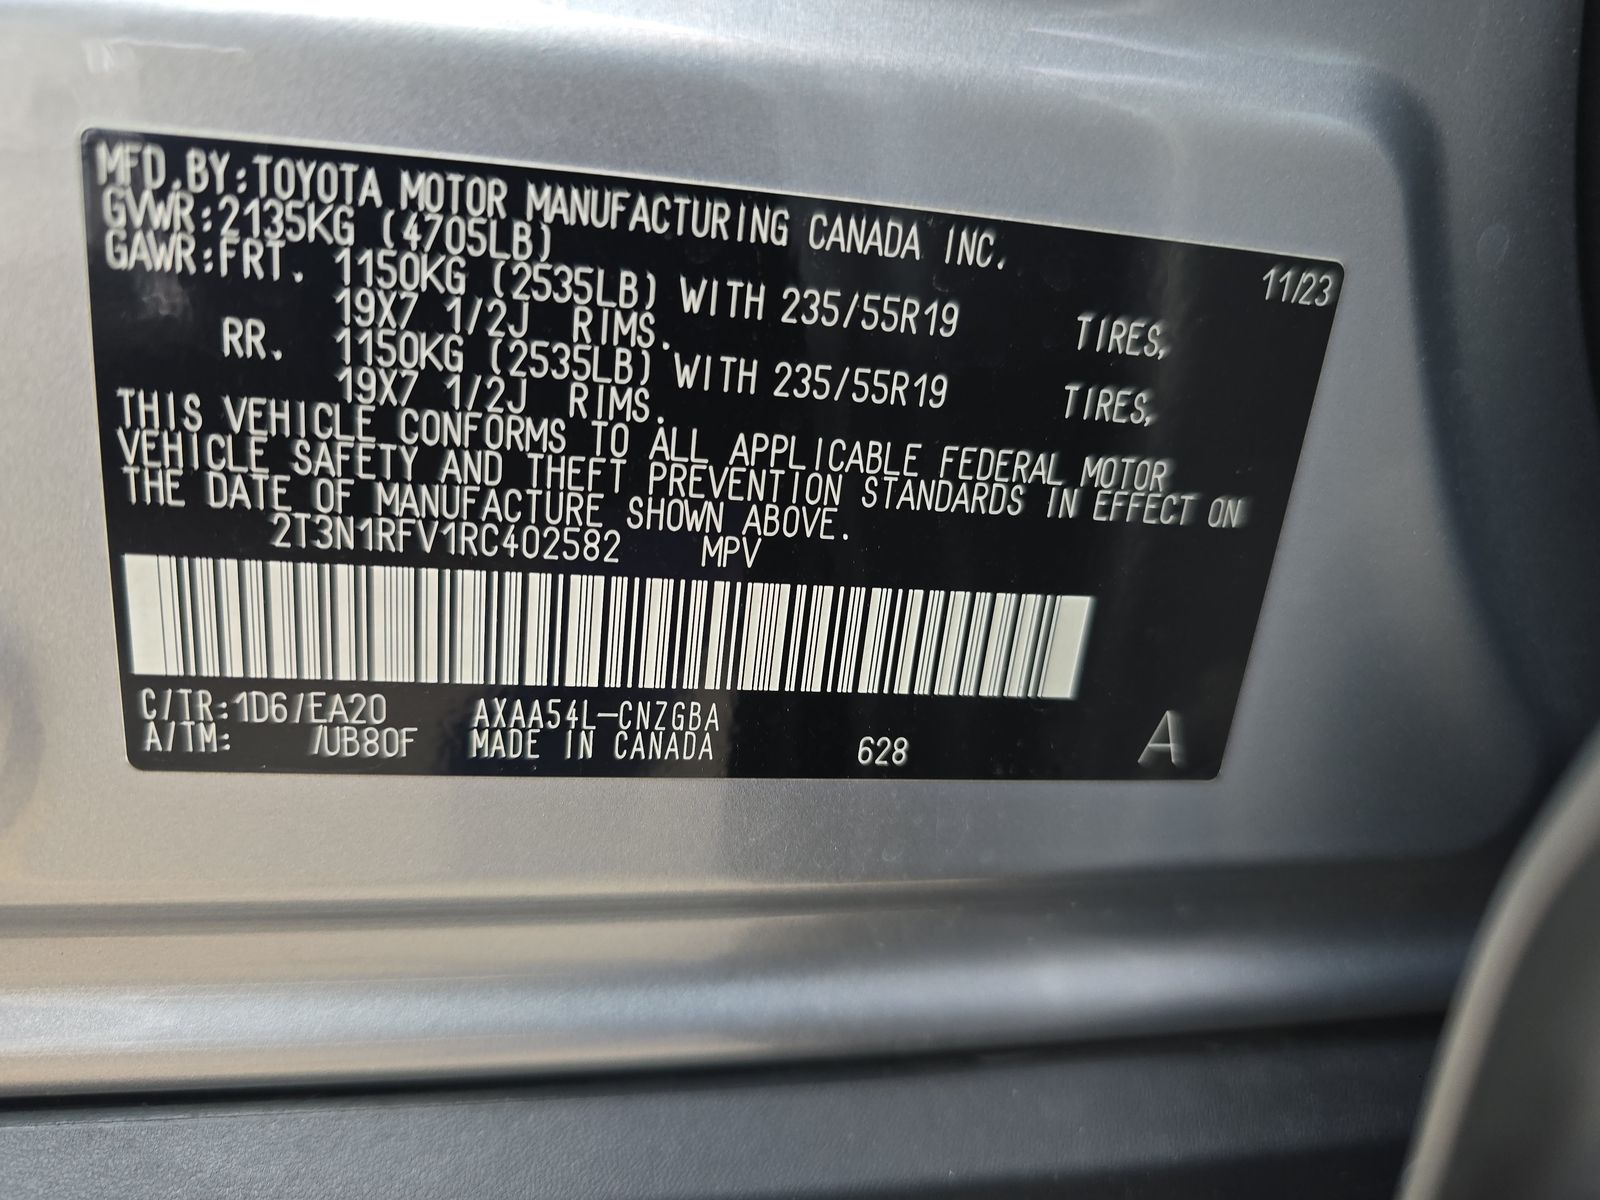 MFD.BY:TOYOTA MOTOR MANUFACTURING CANADA INC.
11/23
GVWR:2135KG (4705LB)
GAWR:FRT. 1150KG (2535LB) WITH 235/55R19 TIRES,
19X7 1/2J RIMS.
RR. 1150KG (2535LB) WITH 235/55R19 TIRES,
19X7 1/2J RIMS.
THIS VEHICLE CONFORMS TO ALL APPLICABLE FEDERAL MOTOR
VEHICLE SAFETY AND THEFT PREVENTION STANDARDS IN EFFECT ON
THE DATE OF MANUFACTURE SHOWN ABOVE.
2T3N1RFV1RC402582 MPV
C/TR:1D6/EA20 AXAA54L-CNZGBA
A/TM: /UB80F MADE IN CANADA 628 A